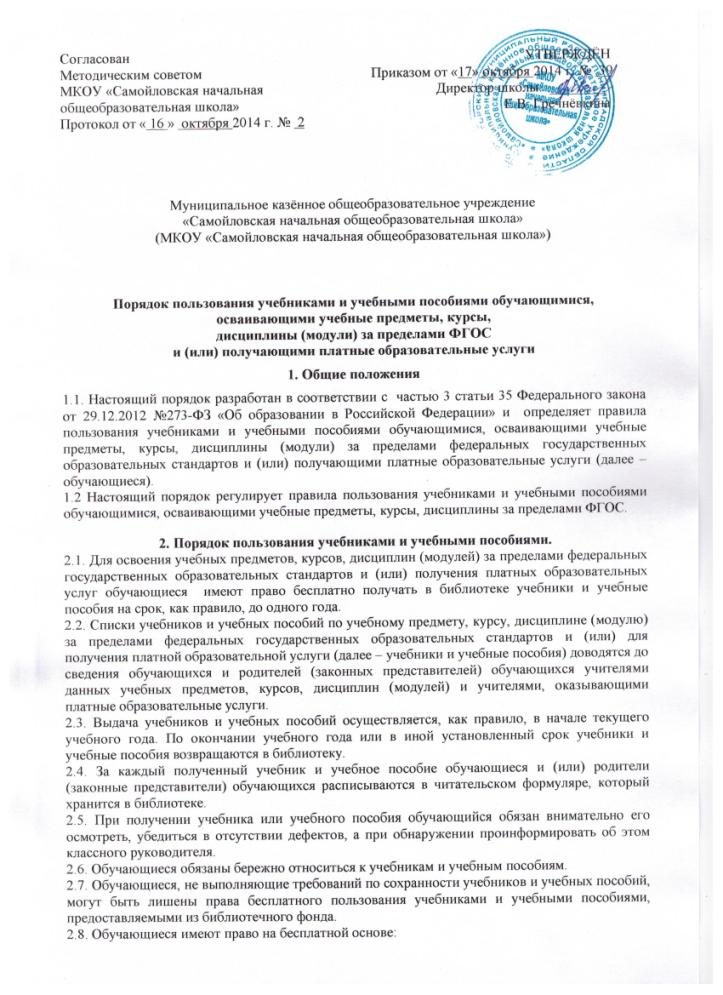 Согласован
Методическим советом
МКОУ «Самойловская начальная
общеобразовательная школа»
Протокол от « 16 » октября 2014 г. № 2
УТВЕРЖДЁН
Приказом от «17» октября 2014 г. №
Директор школы
Е.В. Гречнёвкина
МКОУ
«Самойловская
начальная
общеобразовательная
школа»
Муниципальное казённое общеобразовательное учреждение
«Самойловская начальная общеобразовательная школа»
(МКОУ «Самойловская начальная общеобразовательная школа»)
Порядок пользования учебниками и учебными пособиями обучающимися,
осваивающими учебные предметы, курсы,
дисциплины (модули) за пределами ФГОС
и (или) получающими платные образовательные услуги
1. Общие положения
1.1. Настоящий порядок разработан в соответствии с частью 3 статьи 35 Федерального закона
от 29.12.2012 №273-ФЗ «Об образовании в Российской Федерации» и определяет правила
пользования учебниками и учебными пособиями обучающимися, осваивающими учебные
предметы, курсы, дисциплины (модули) за пределами федеральных государственных
образовательных стандартов и (или) получающими платные образовательные услуги (далее –
обучающиеся).
1.2 Настоящий порядок регулирует правила пользования учебниками и учебными пособиями
обучающимися, осваивающими учебные предметы, курсы, дисциплины за пределами ФГОС.
2. Порядок пользования учебниками и учебными пособиями.
2.1. Для освоения учебных предметов, курсов, дисциплин (модулей) за пределами федеральных
государственных образовательных стандартов и (или) получения платных образовательных
услуг обучающиеся имеют право бесплатно получать в библиотеке учебники и учебные
пособия на срок, как правило, до одного года.
2.2. Списки учебников и учебных пособий по учебному предмету, курсу, дисциплине (модулю)
за пределами федеральных государственных образовательных стандартов и (или) для
получения платной образовательной услуги (далее – учебники и учебные пособия) доводятся до
сведения обучающихся и родителей (законных представителей) обучающихся учителями
данных учебных предметов, курсов, дисциплин (модулей) и учителями, оказывающими
платные образовательные услуги.
2.3. Выдача учебников и учебных пособий осуществляется, как правило, в начале текущего
учебного года. По окончании учебного года или в иной установленный срок учебники и
учебные пособия возвращаются в библиотеку.
2.4. За каждый полученный учебник и учебное пособие обучающиеся и (или) родители
(законные представители) обучающихся расписываются в читательском формуляре, который
хранится в библиотеке.
2.5. При получении учебника или учебного пособия обучающийся обязан внимательно его
осмотреть, убедиться в отсутствии дефектов, а при обнаружении проинформировать об этом
классного руководителя.
2.6. Обучающиеся обязаны бережно относиться к учебникам и учебным пособиям.
2.7. Обучающиеся, не выполняющие требований по сохранности учебников и учебных пособий,
могут быть лишены права бесплатного пользования учебниками и учебными пособиями,
предоставляемыми из библиотечного фонда.
2.8. Обучающиеся имеют право на бесплатной основе: